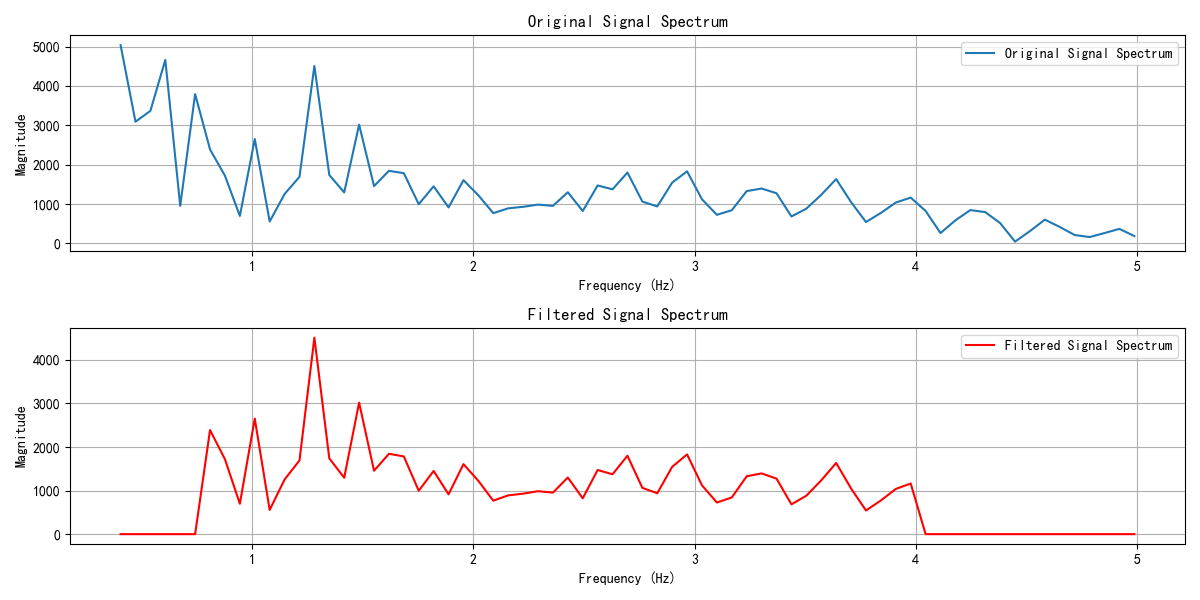 Original Signal Spectrum
5000
4000
3000
2000
1000
0
Magnitude
Original Signal Spectrum
1 2 3 4 5
Frequency (Hz)
Filtered Signal Spectrum
4000
3000
2000
1000
0
Magnitude
Filtered Signal Spectrum
1 2 3 4 5
Frequency (Hz)